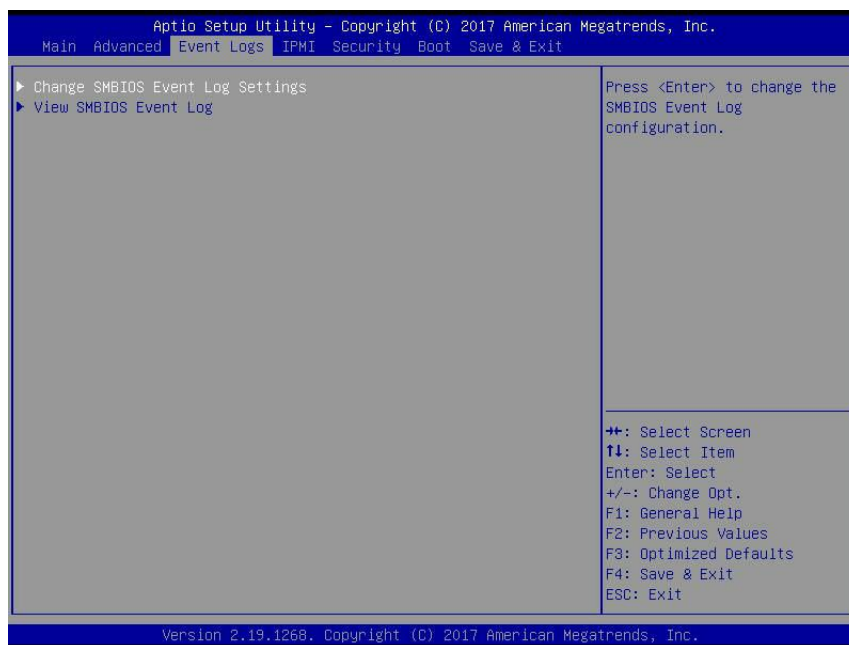 Aptio Setup Utility – Copyright (C) 2017 American Megatrends, Inc.
Main Advanced Event Logs IPMI Security Boot Save & Exit
▶ Change SMBIOS Event Log Settings
▶ View SMBIOS Event Log
Press <Enter> to change the
SMBIOS Event Log
configuration.
→←: Select Screen
↑↓: Select Item
Enter: Select
+/-: Change Opt.
F1: General Help
F2: Previous Values
F3: Optimized Defaults
F4: Save & Exit
ESC: Exit
Version 2.19.1268. Copyright (C) 2017 American Megatrends, Inc.